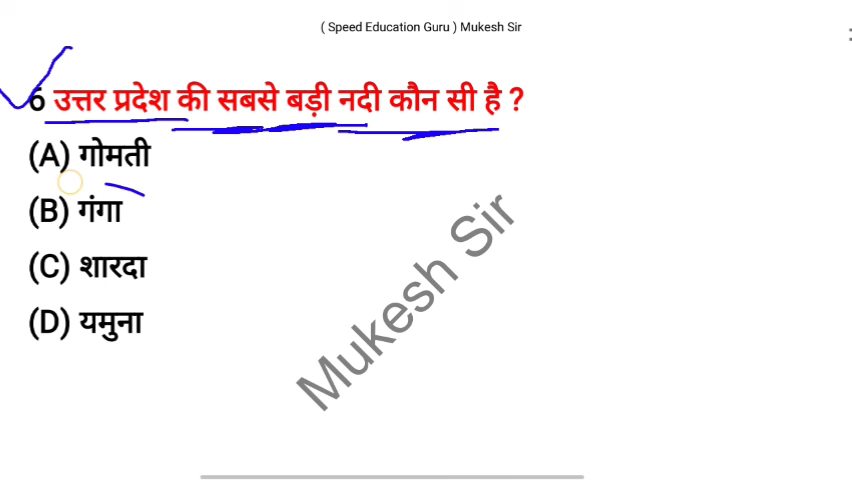 ( Speed Education Guru ) Mukesh Sir
6 उत्तर प्रदेश की सबसे बड़ी नदी कौन सी है ?
(A) गोमती
(B) गंगा
(C) शारदा
(D) यमुना
Mukesh Sir